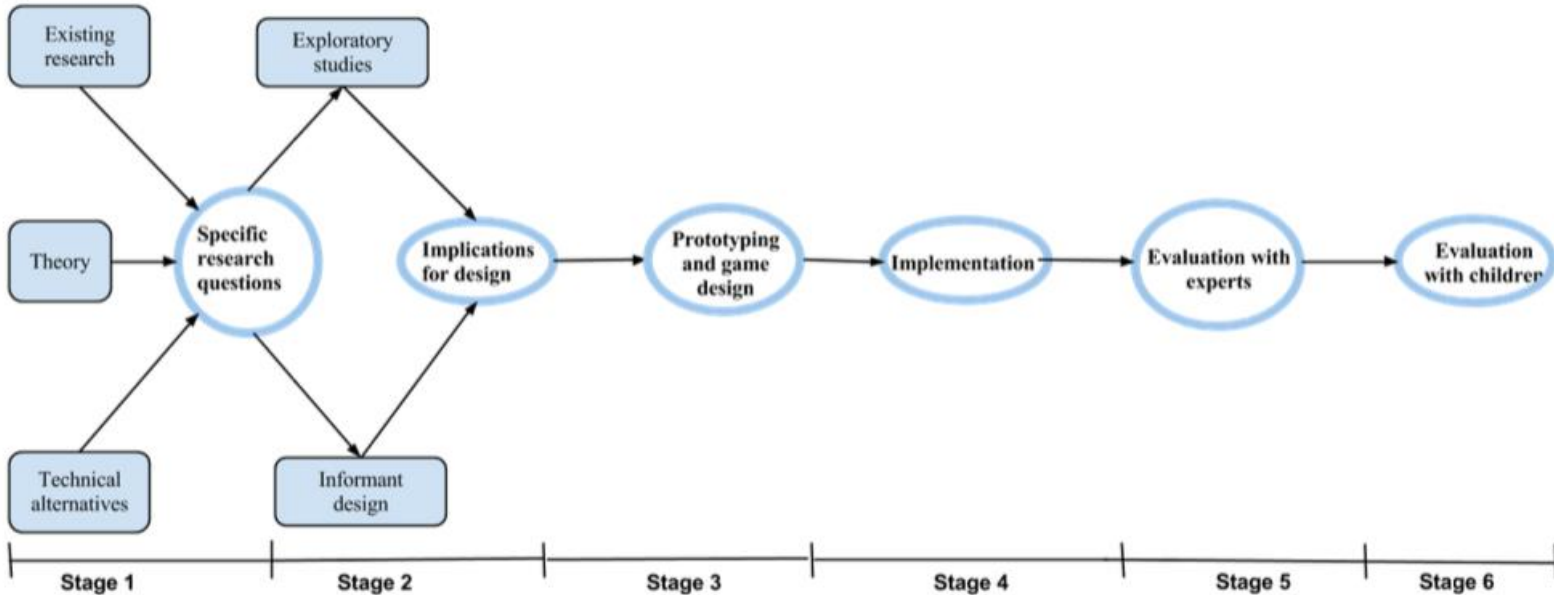 Existing
research
Exploratory
studies
Theory
Specific
research
questions
Implications
for design
Prototyping
and game
design
Implementation
Evaluation with
experts
Evaluation
with children
Technical
alternatives
Informant
design
Stage 1
Stage 2
Stage 3
Stage 4
Stage 5
Stage 6